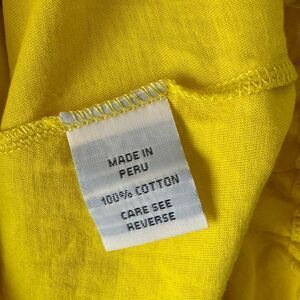 MADE IN
PERU
100% COTTON
CARE SEE
REVERSE